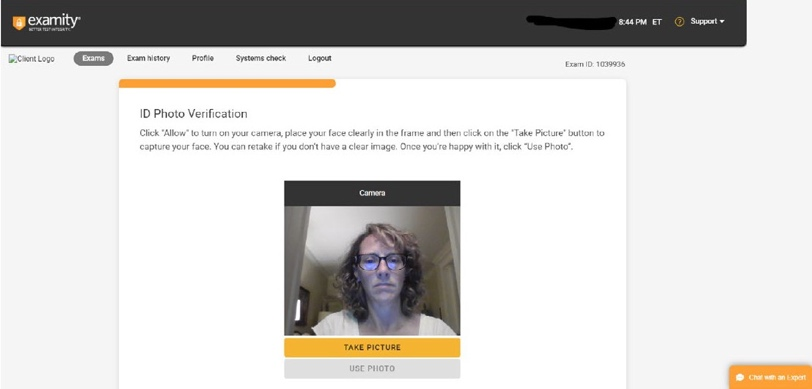 examity®
BETTER TEST INTEGRITY.
8:44 PM ET ? Support
Client Logo Exams Exam history Profile Systems check Logout
Exam ID: 1039936
ID Photo Verification
Click "Allow" to turn on your camera, place your face clearly in the frame and then click on the "Take Picture" button to
capture your face. You can retake if you don't have a clear image. Once you're happy with it, click "Use Photo".
Camera
TAKE PICTURE
USE PHOTO
Chat with an Expert